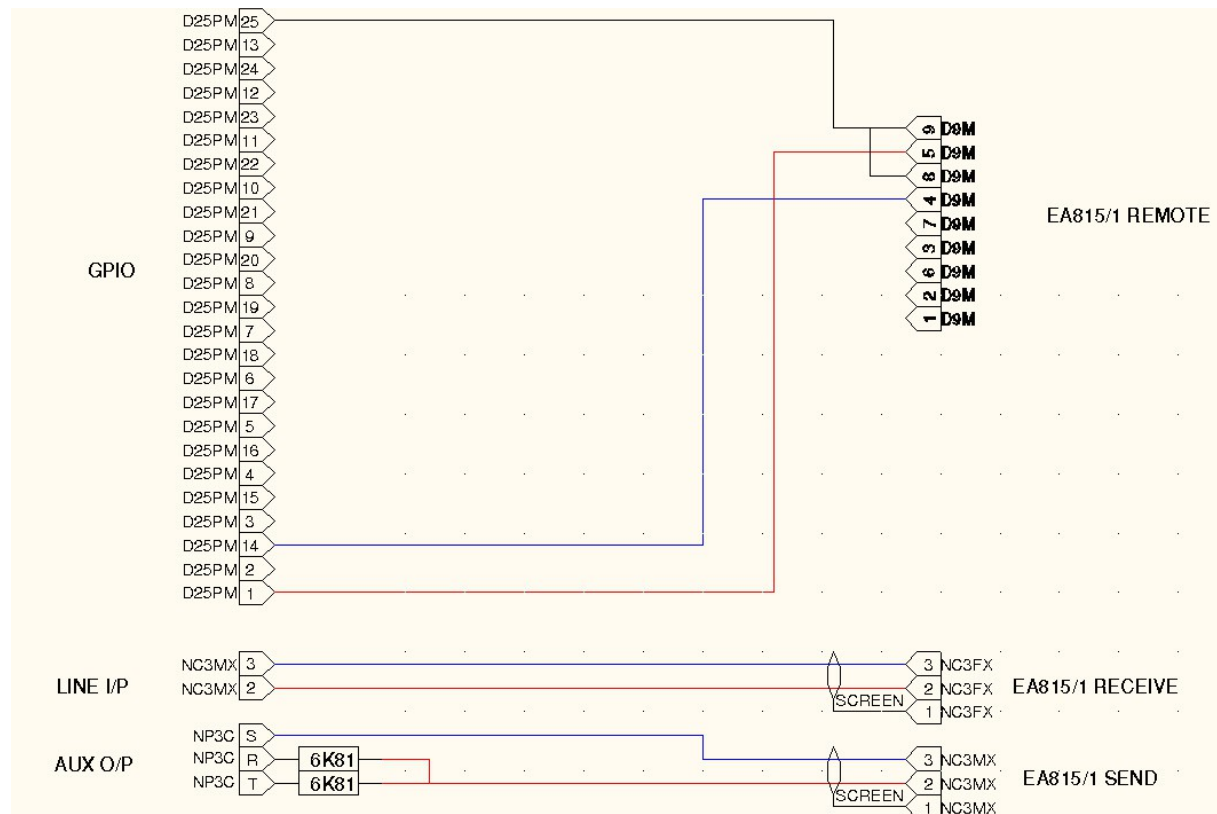 D25PM 25
D25PM 13
D25PM 24
D25PM 12
D25PM 23
D25PM 11
D25PM 22
D25PM 10
D25PM 21
D25PM 9
D25PM 20
D25PM 8
D25PM 19
D25PM 7
D25PM 18
D25PM 6
D25PM 17
D25PM 5
D25PM 16
D25PM 4
D25PM 15
D25PM 3
D25PM 14
D25PM 2
D25PM 1
GPIO
9 D9M
5 D9M
8 D9M
4 D9M
7 D9M
3 D9M
6 D9M
2 D9M
1 D9M
EA815/1 REMOTE
LINE I/P
NC3MX 3
NC3MX 2
SCREEN
3 NC3FX
2 NC3FX
1 NC3FX
EA815/1 RECEIVE
AUX O/P
NP3C S
NP3C R 6K81
NP3C T 6K81
SCREEN
3 NC3MX
2 NC3MX
1 NC3MX
EA815/1 SEND